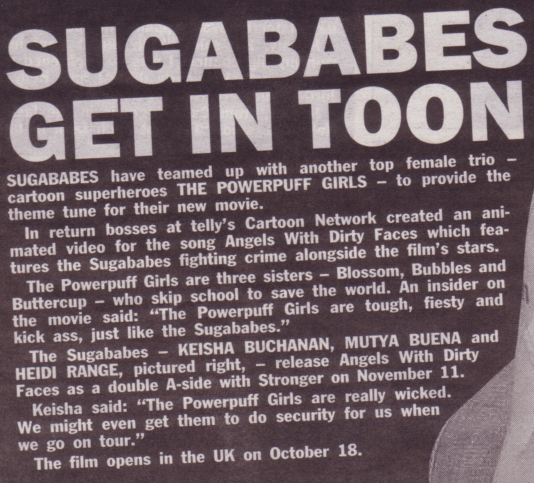 SUGABABES
GET IN TOON
SUGABABES have teamed up with another top female trio –
cartoon superheroes THE POWERPUFF GIRLS – to provide the
theme tune for their new movie.
In return bosses at telly's Cartoon Network created an ani-
mated video for the song Angels With Dirty Faces which fea-
tures the Sugababes fighting crime alongside the film's stars.
The Powerpuff Girls are three sisters – Blossom, Bubbles and
Buttercup – who skip school to save the world. An insider on
the movie said: "The Powerpuff Girls are tough, fiesty and
kick ass, just like the Sugababes."
The Sugababes – KEISHA BUCHANAN, MUTYA BUENA and
HEIDI RANGE, pictured right, – release Angels With Dirty
Faces as a double A-side with Stronger on November 11.
Keisha said: "The Powerpuff Girls are really wicked.
We might even get them to do security for us when
we go on tour."
The film opens in the UK on October 18.